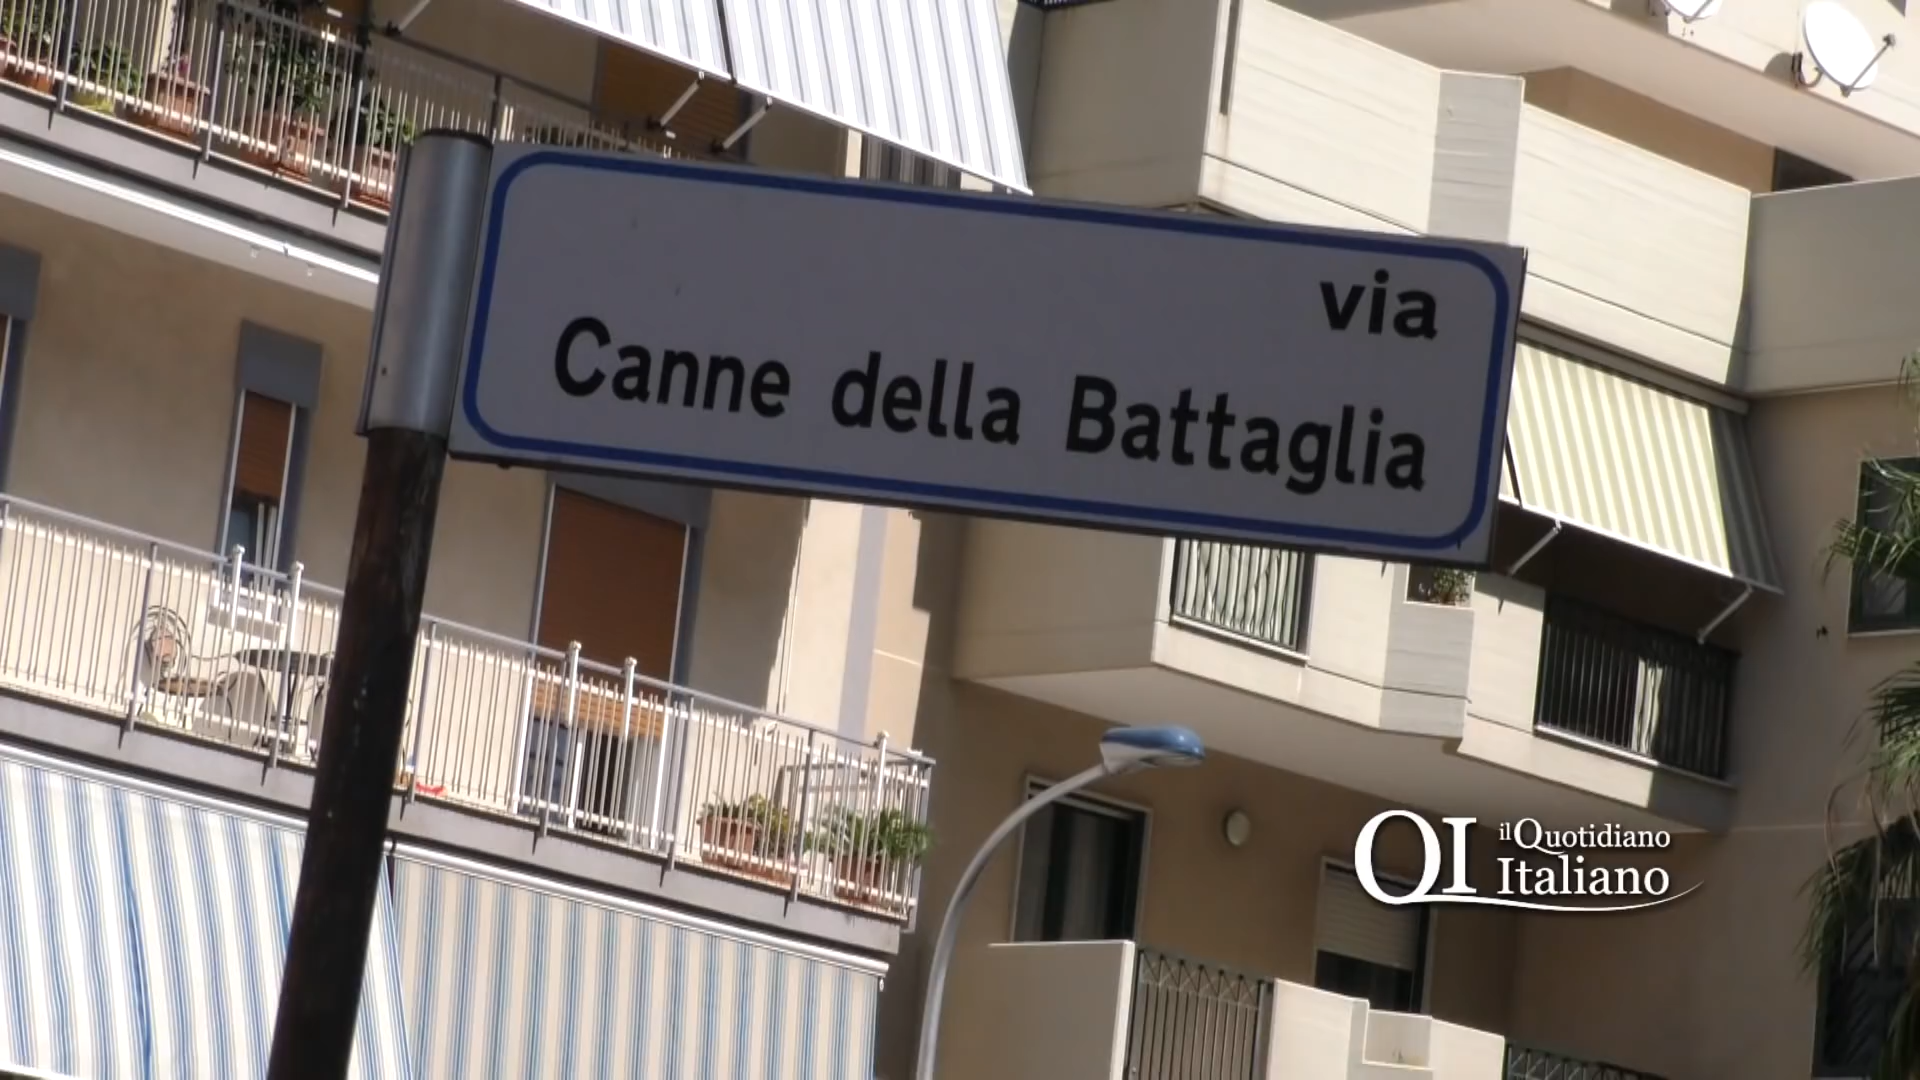 via
Canne della Battaglia
QI
il Quotidiano
Italiano